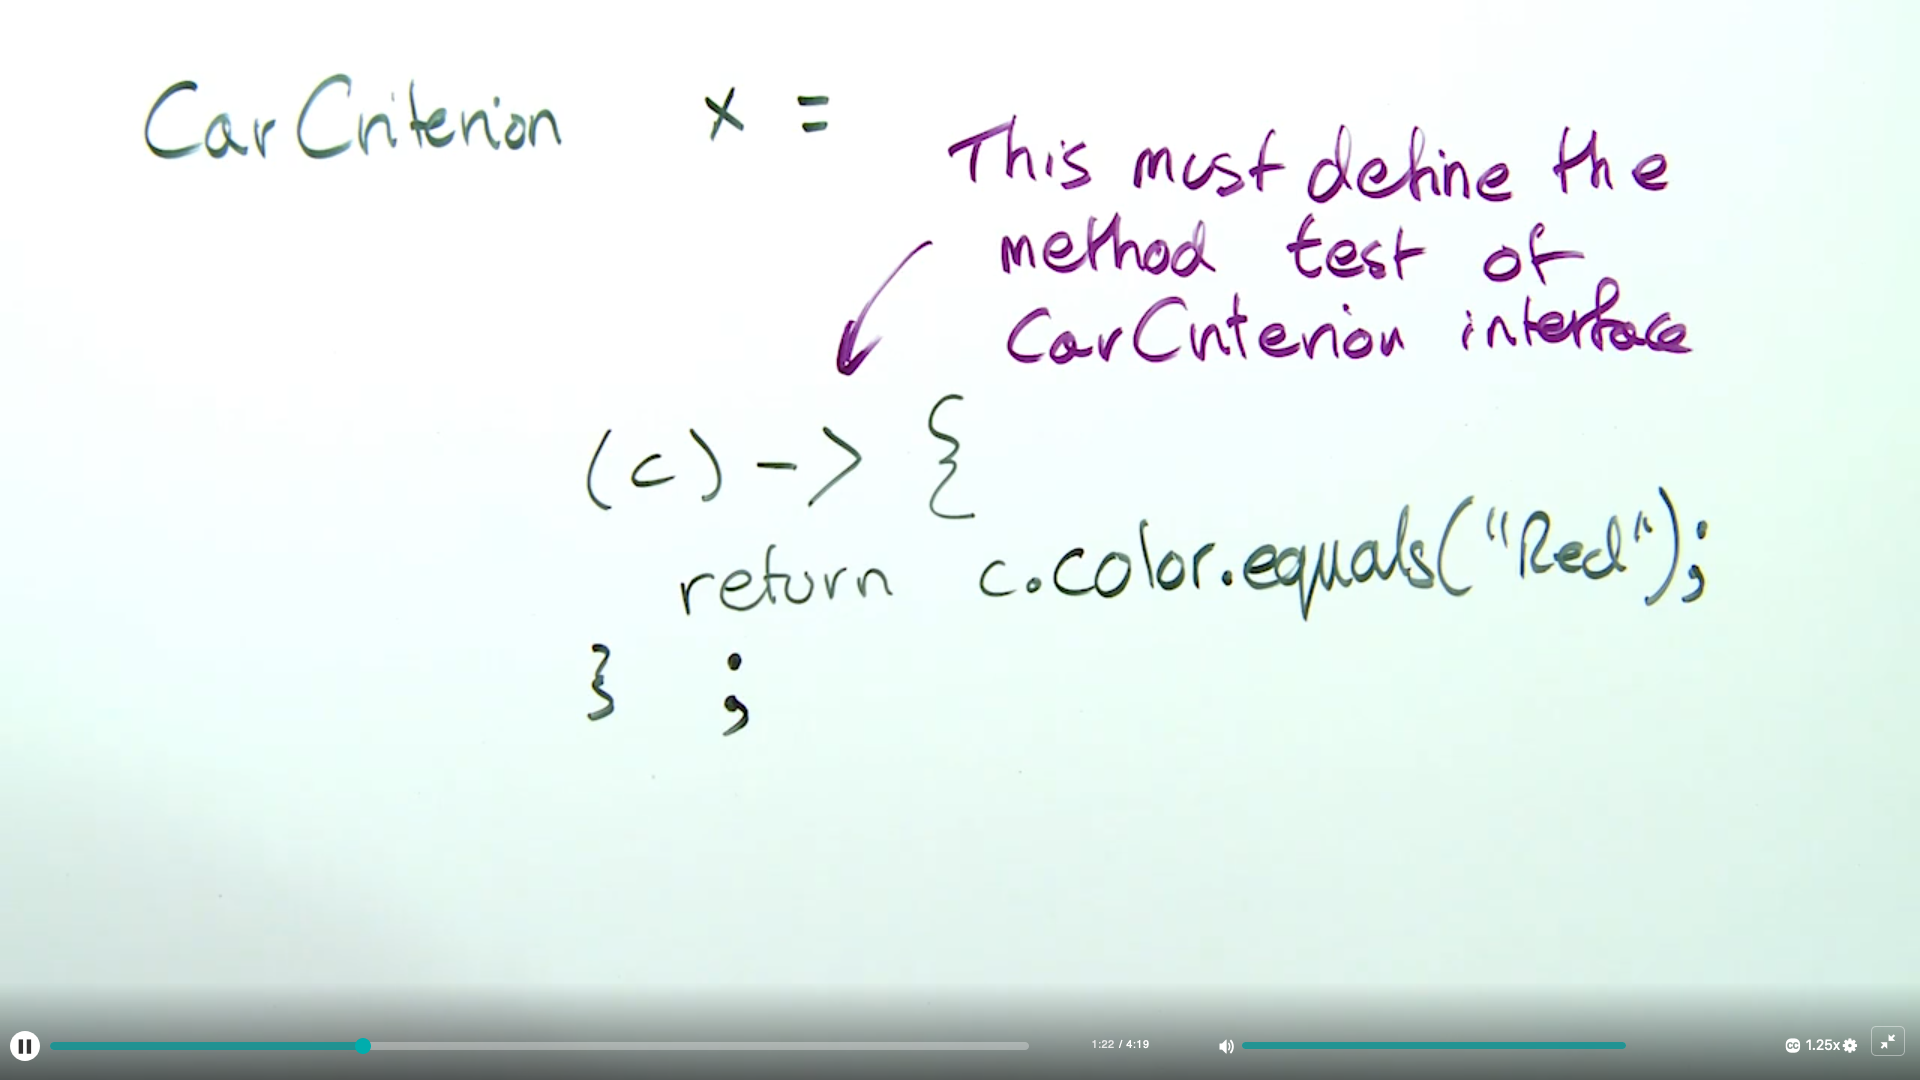 CarCriterion x =
This must define the
method test of
CarCriterion interface
(c) -> {
return c.color.equals("Red");
} ;
1:22 / 4:19
CC 1.25x